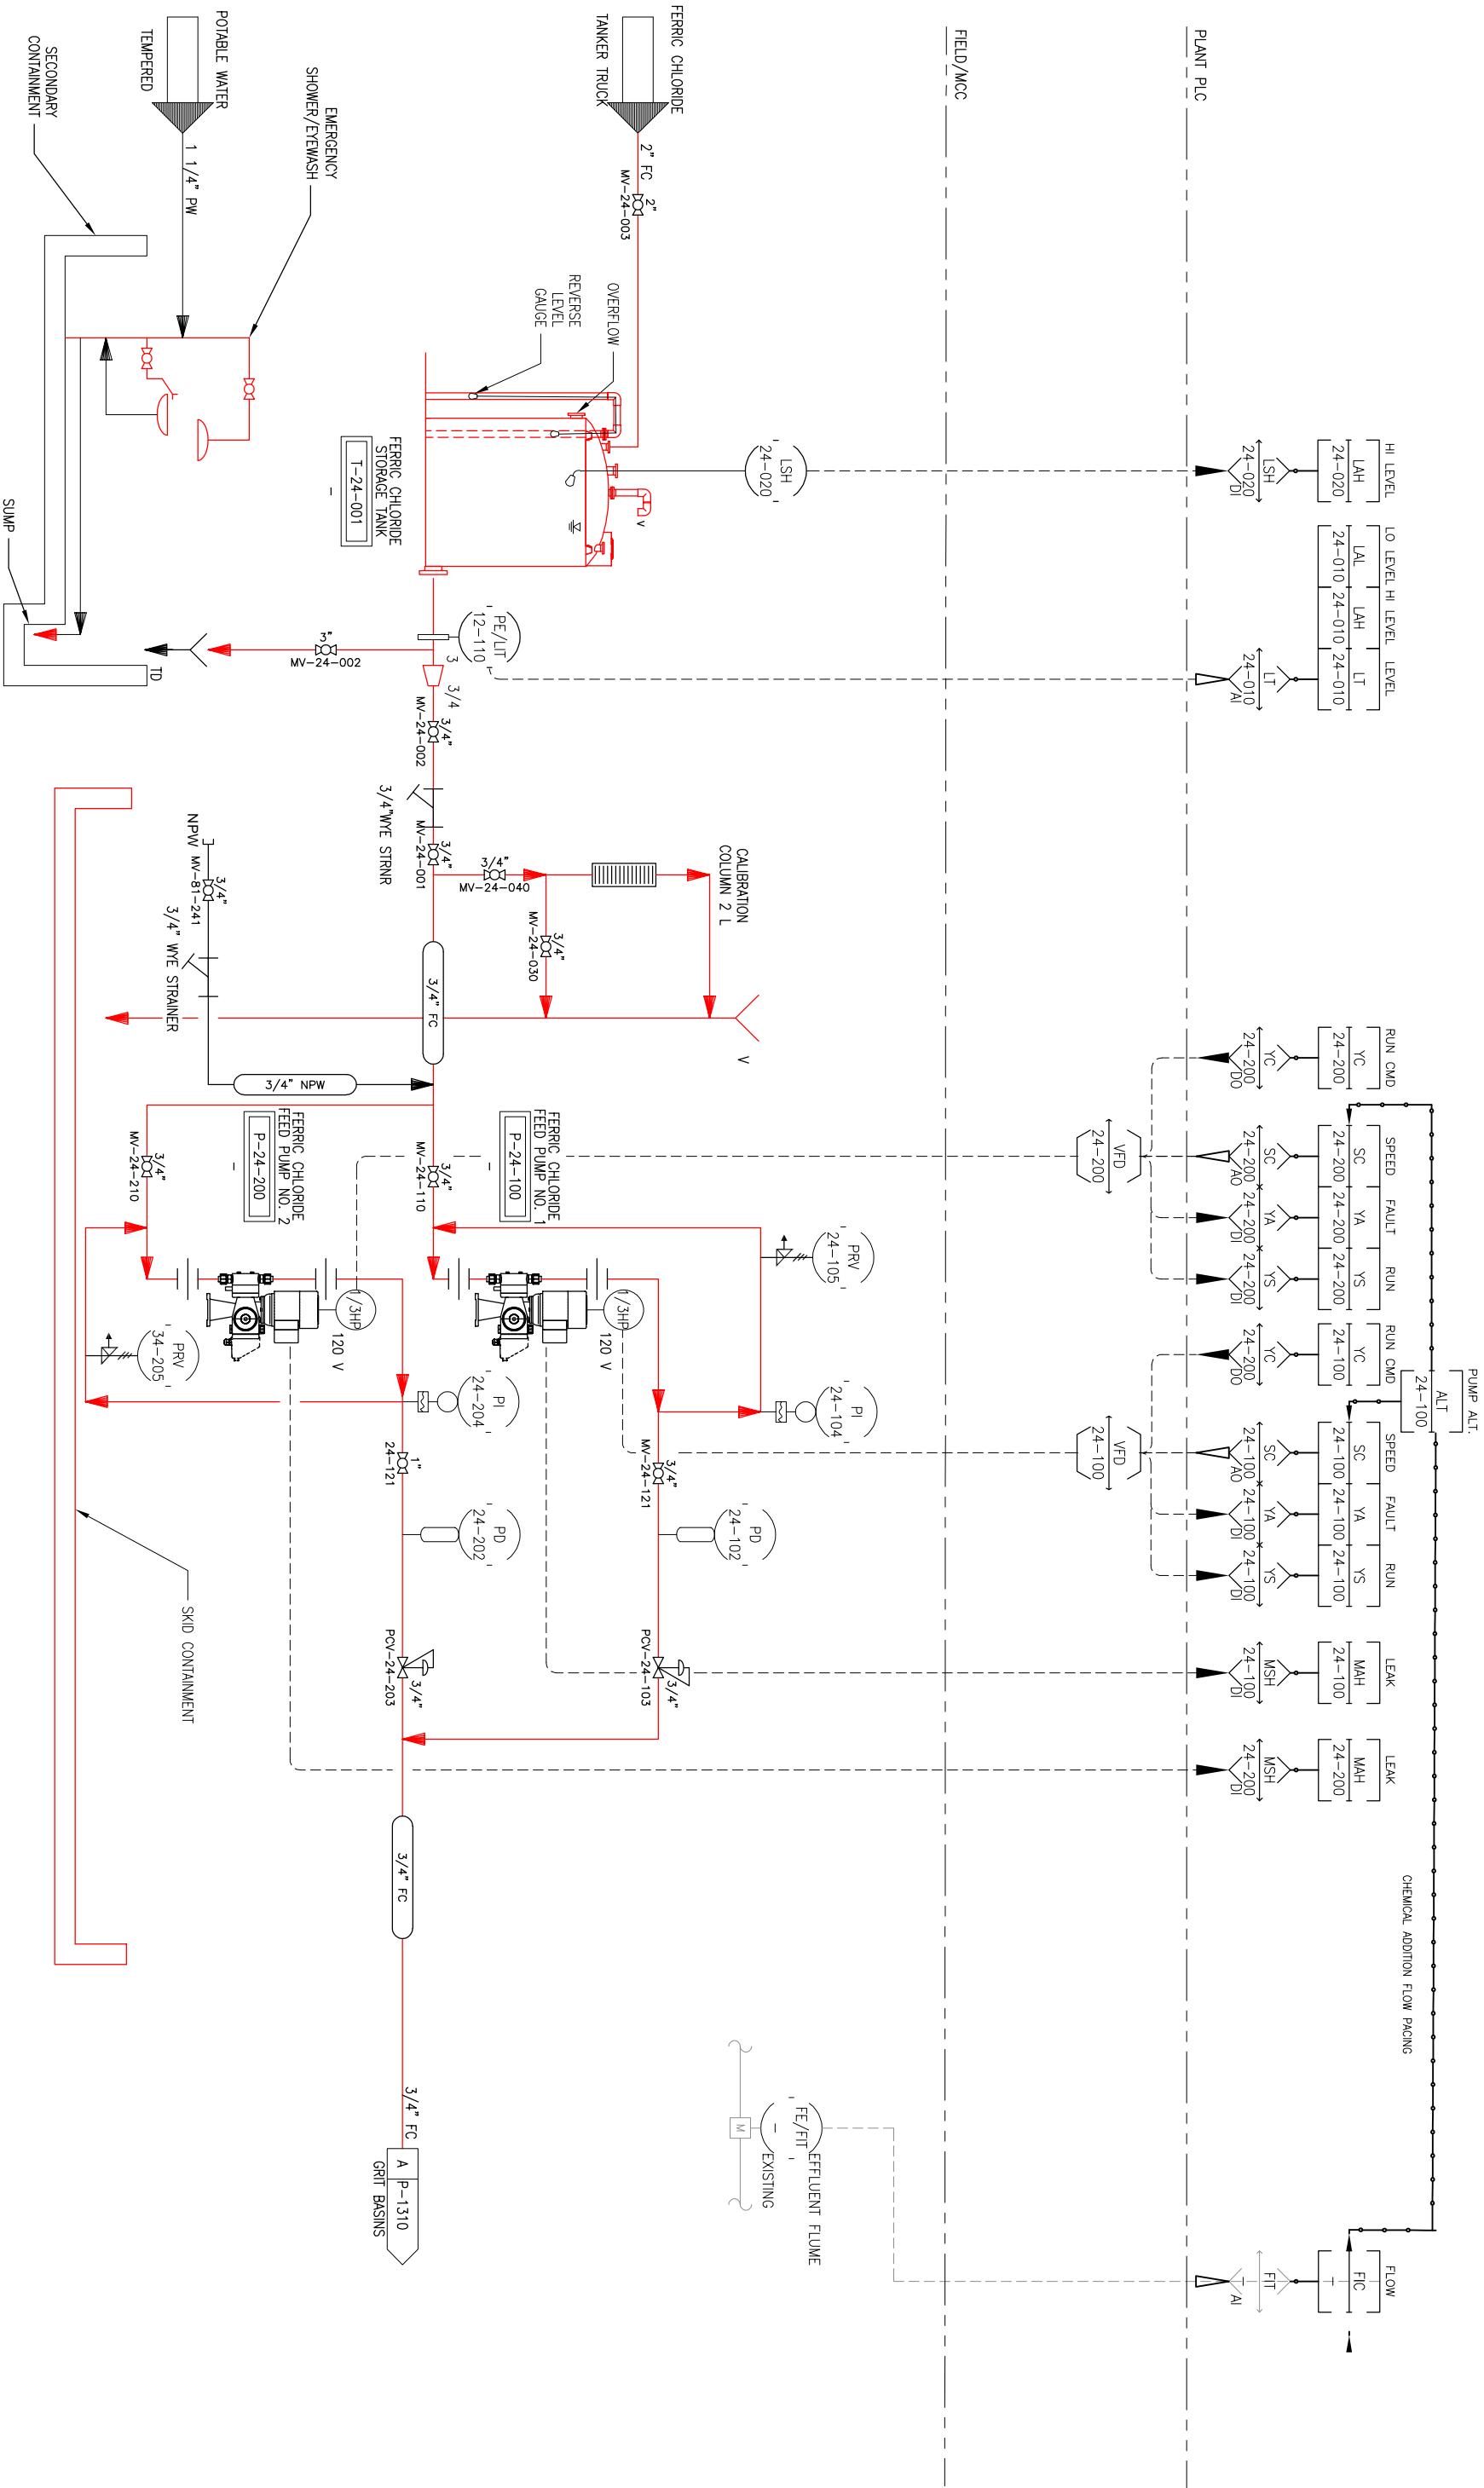 PUMP ALT.
ALT
24-100
CHEMICAL ADDITION FLOW PACING
HI LEVEL
LO LEVEL
HI LEVEL
LEVEL
RUN CMD
SPEED
FAULT
RUN
RUN CMD
SPEED
FAULT
RUN
LEAK
LEAK
FLOW
LAH
24-020
LAL
24-010
LAH
24-010
LT
24-010
YC
24-200
SC
24-200
YA
24-200
YS
24-200
YC
24-100
SC
24-100
YA
24-100
YS
24-100
MAH
24-100
MAH
24-200
FIC
LSH
24-020
DI
LT
24-010
AI
YC
24-200
DO
SC
24-200
AO
YA
24-200
DI
YS
24-200
DI
YC
24-200
DO
SC
24-100
AO
YA
24-100
DI
YS
24-100
DI
MSH
24-100
DI
MSH
24-200
DI
FIT
AI
PLANT PLC
VFD
24-200
VFD
24-100
FIELD/MCC
LSH
24-020
PRV
24-105
PI
24-104
FE/FIT
EFFLUENT FLUME
EXISTING
M
FERRIC CHLORIDE
TANKER TRUCK
2" FC
2"
MV-24-003
OVERFLOW
REVERSE
LEVEL
GAUGE
V
CALIBRATION
COLUMN 2 L
V
PD
24-102
3/4"
MV-24-121
3/4"
PCV-24-103
1/3HP
120 V
3/4"
MV-24-040
3/4"
MV-24-030
FERRIC CHLORIDE
FEED PUMP NO. 1
P-24-100
PE/LIT
12-110
3
3/4
3/4"
MV-24-002
3/4"WYE STRNR
3/4"
MV-24-001
3/4" FC
3/4"
MV-24-110
PI
24-204
PD
24-202
1"
24-121
3/4"
PCV-24-203
3/4" FC
3/4" FC
A
P-1310
GRIT BASINS
FERRIC CHLORIDE
STORAGE TANK
T-24-001
3"
MV-24-002
1/3HP
120 V
FERRIC CHLORIDE
FEED PUMP NO. 2
P-24-200
3/4" NPW
NPW
3/4"
MV-81-241
3/4" WYE STRAINER
3/4"
MV-24-210
PRV
34-205
SKID CONTAINMENT
EMERGENCY
SHOWER/EYEWASH
POTABLE WATER
TEMPERED
1 1/4" PW
TD
SECONDARY
CONTAINMENT
SUMP